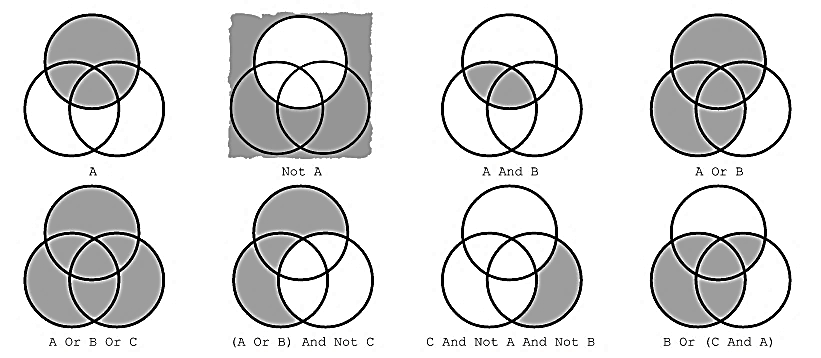 A
Not A
A And B
A Or B
A Or B Or C
(A Or B) And Not C
C And Not A And Not B
B Or (C And A)